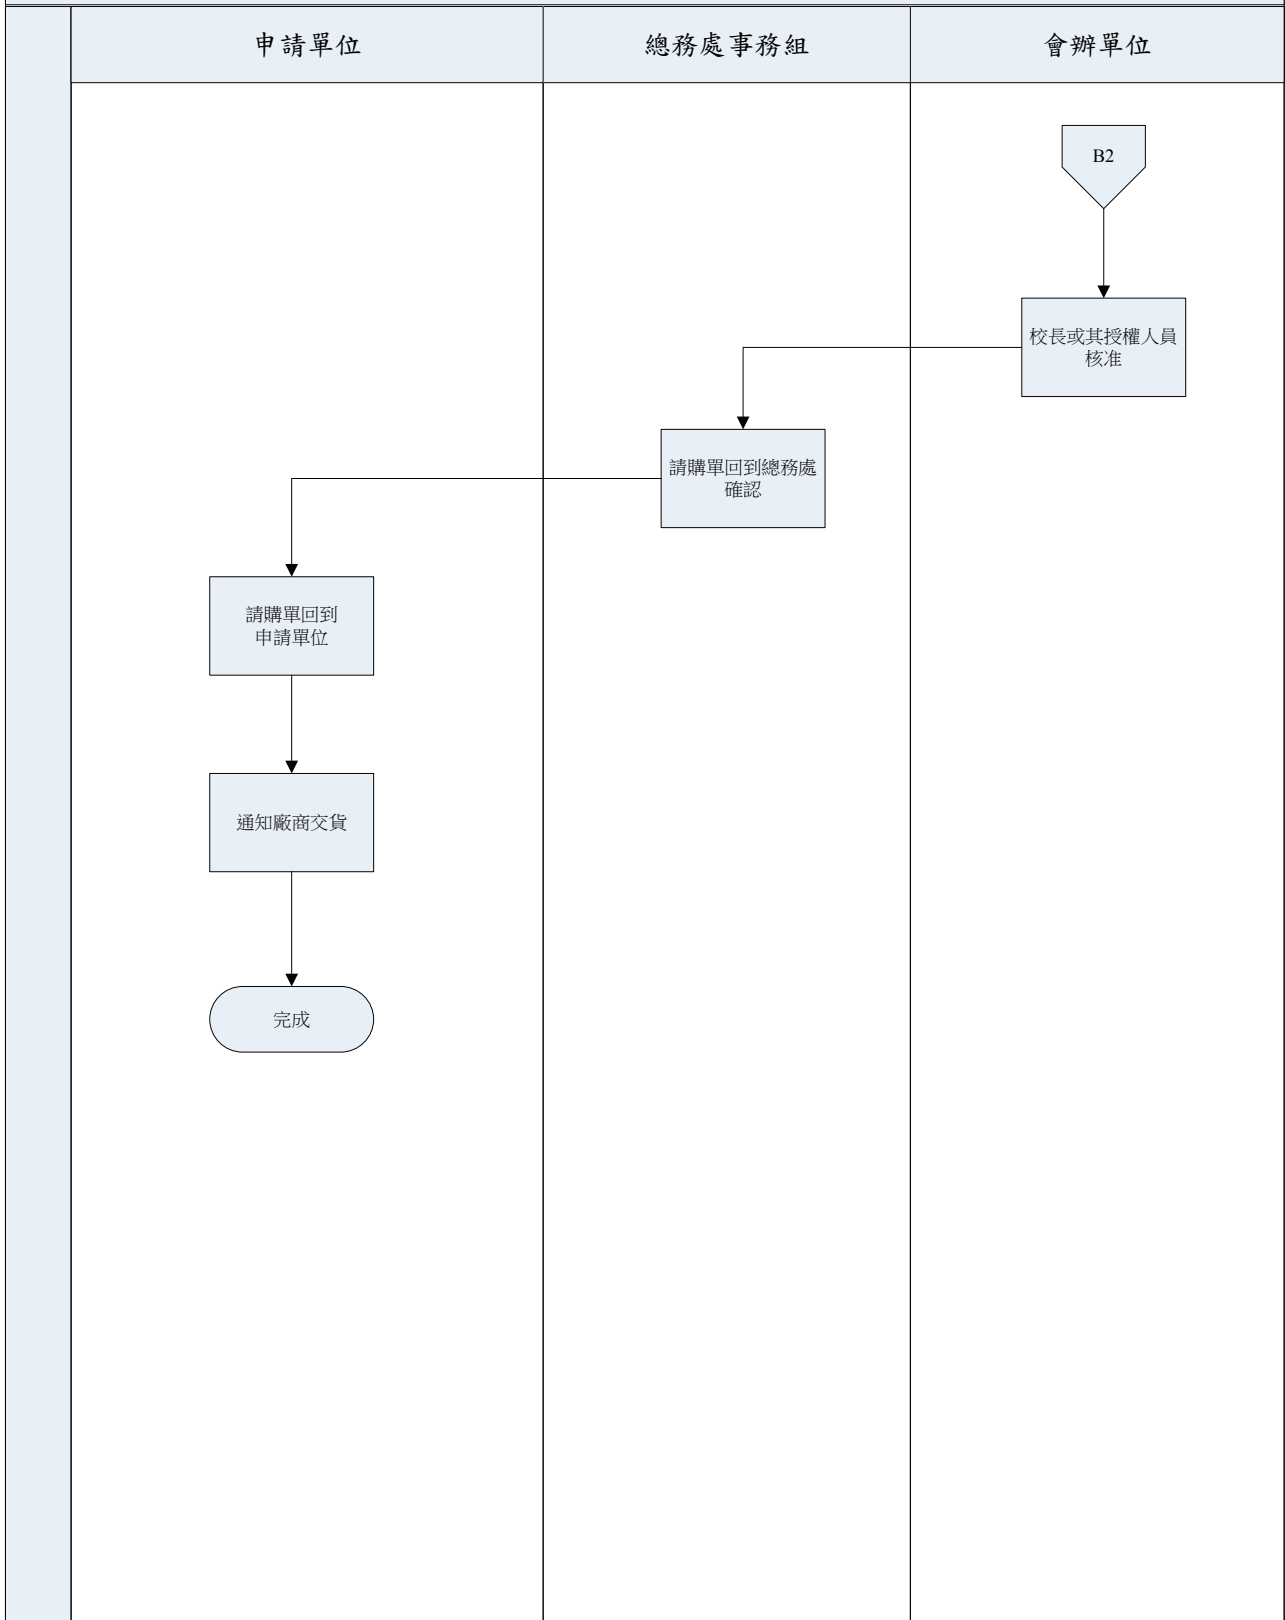 申請單位
總務處事務組
會辦單位
B2
校長或其授權人員
核准
請購單回到總務處
確認
請購單回到
申請單位
通知廠商交貨
完成